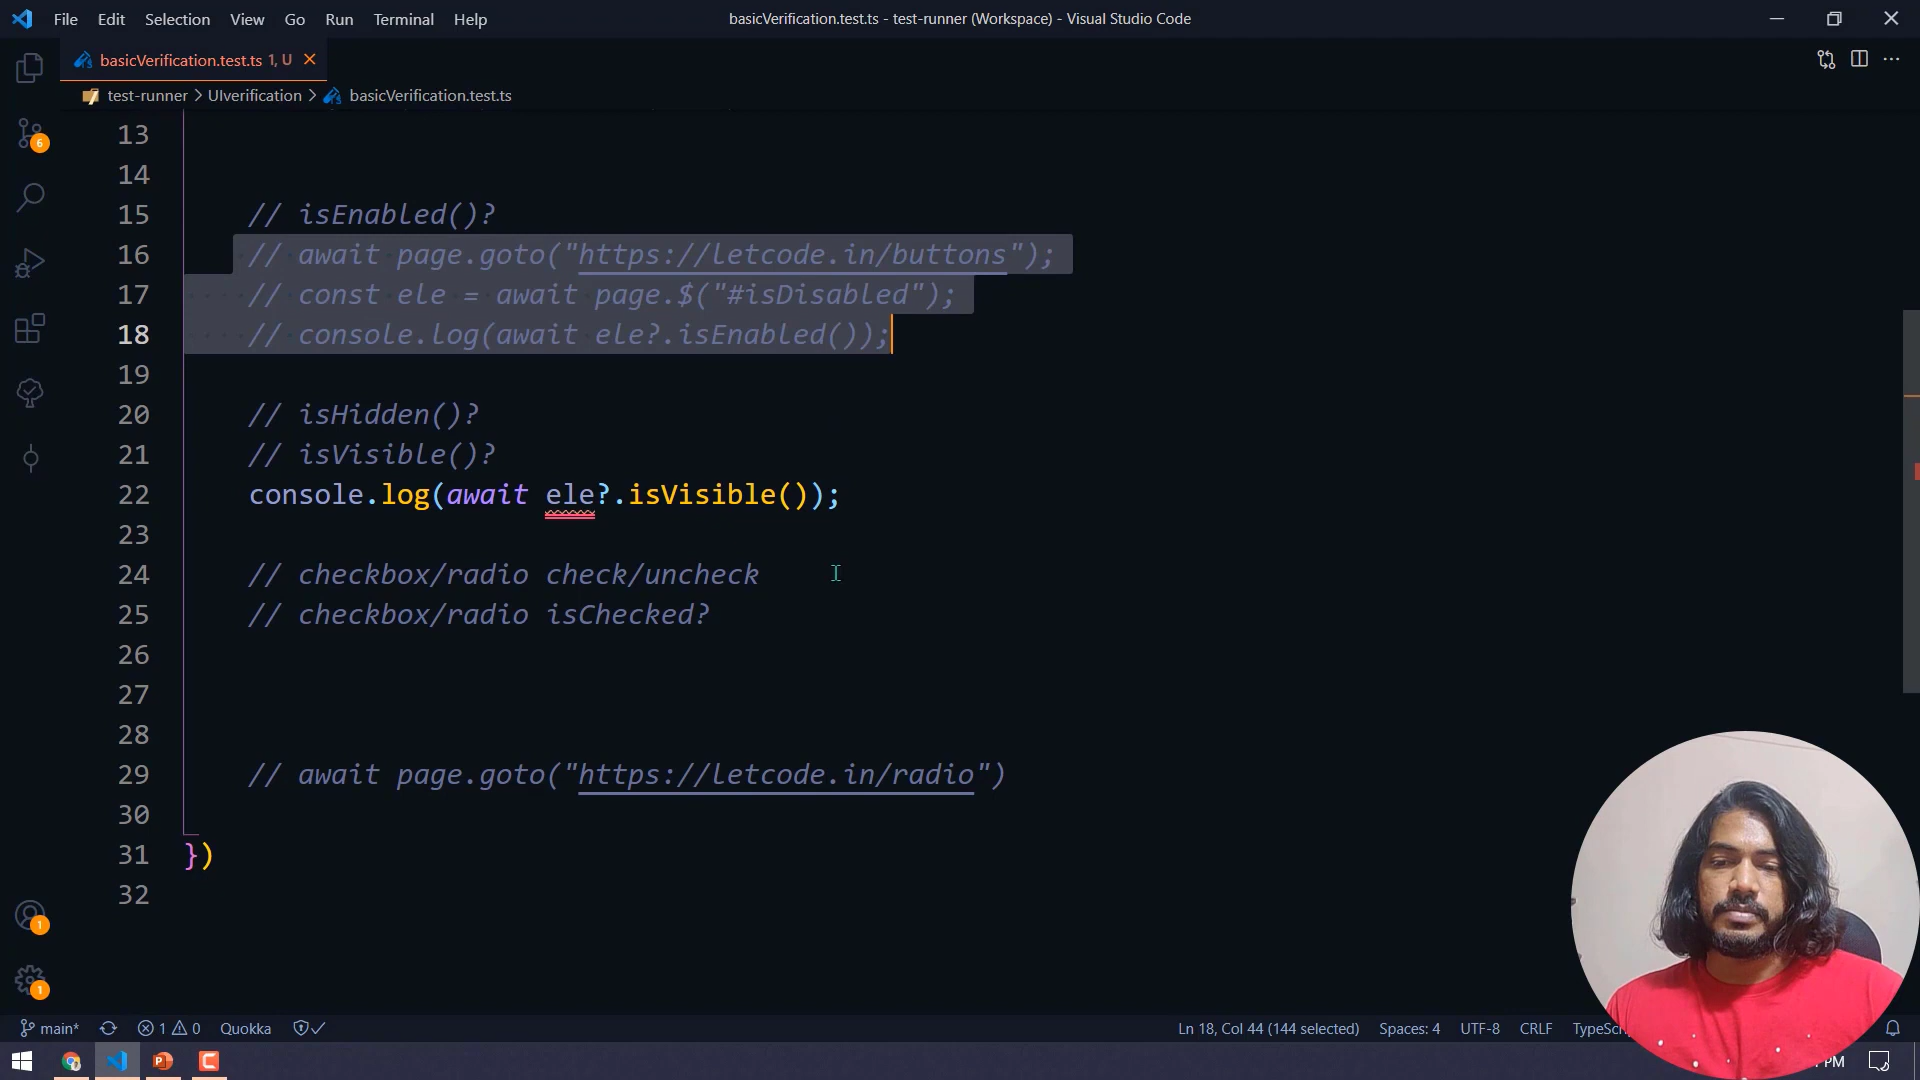 File Edit Selection View Go Run Terminal Help
basicVerification.test.ts - test-runner (Workspace) - Visual Studio Code
basicVerification.test.ts 1, U
test-runner > UIverification > basicVerification.test.ts
13
14
15 // isEnabled()?
16 // await page.goto("https://letcode.in/buttons");
17 // const ele = await page.$("#isDisabled");
18 // console.log(await ele?.isEnabled());
19
20 // isHidden()?
21 // isVisible()?
22 console.log(await ele?.isVisible());
23
24 // checkbox/radio check/uncheck
25 // checkbox/radio isChecked?
26
27
28
29 // await page.goto("https://letcode.in/radio")
30
31 })
32
6
1
1
main* 1 0 Quokka
Ln 18, Col 44 (144 selected) Spaces: 4 UTF-8 CRLF
PM